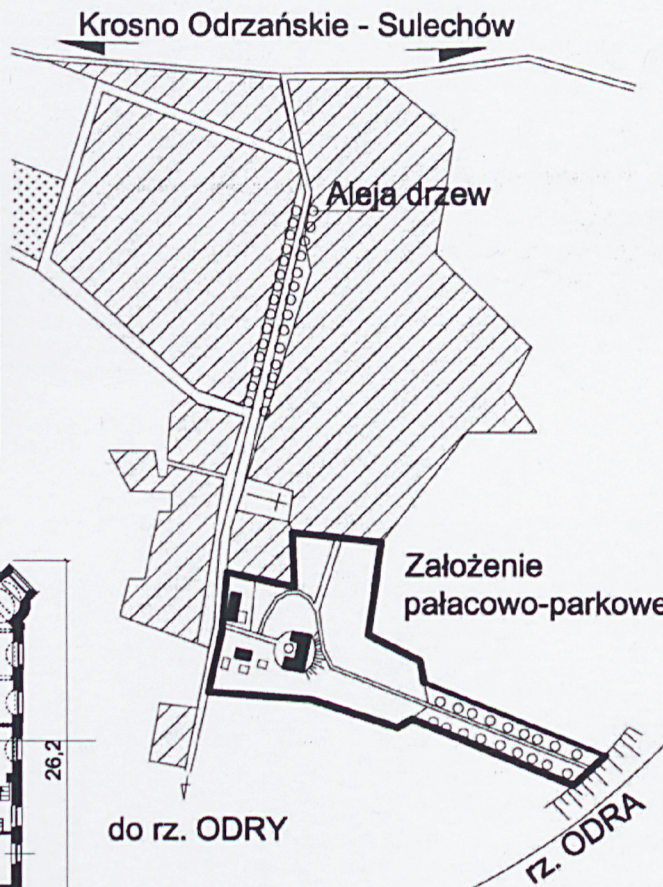 Krosno Odrzańskie - Sulechów
Aleja drzew
Założenie
pałacowo-parkowe
26,2
do rz. ODRY
rz. ODRA